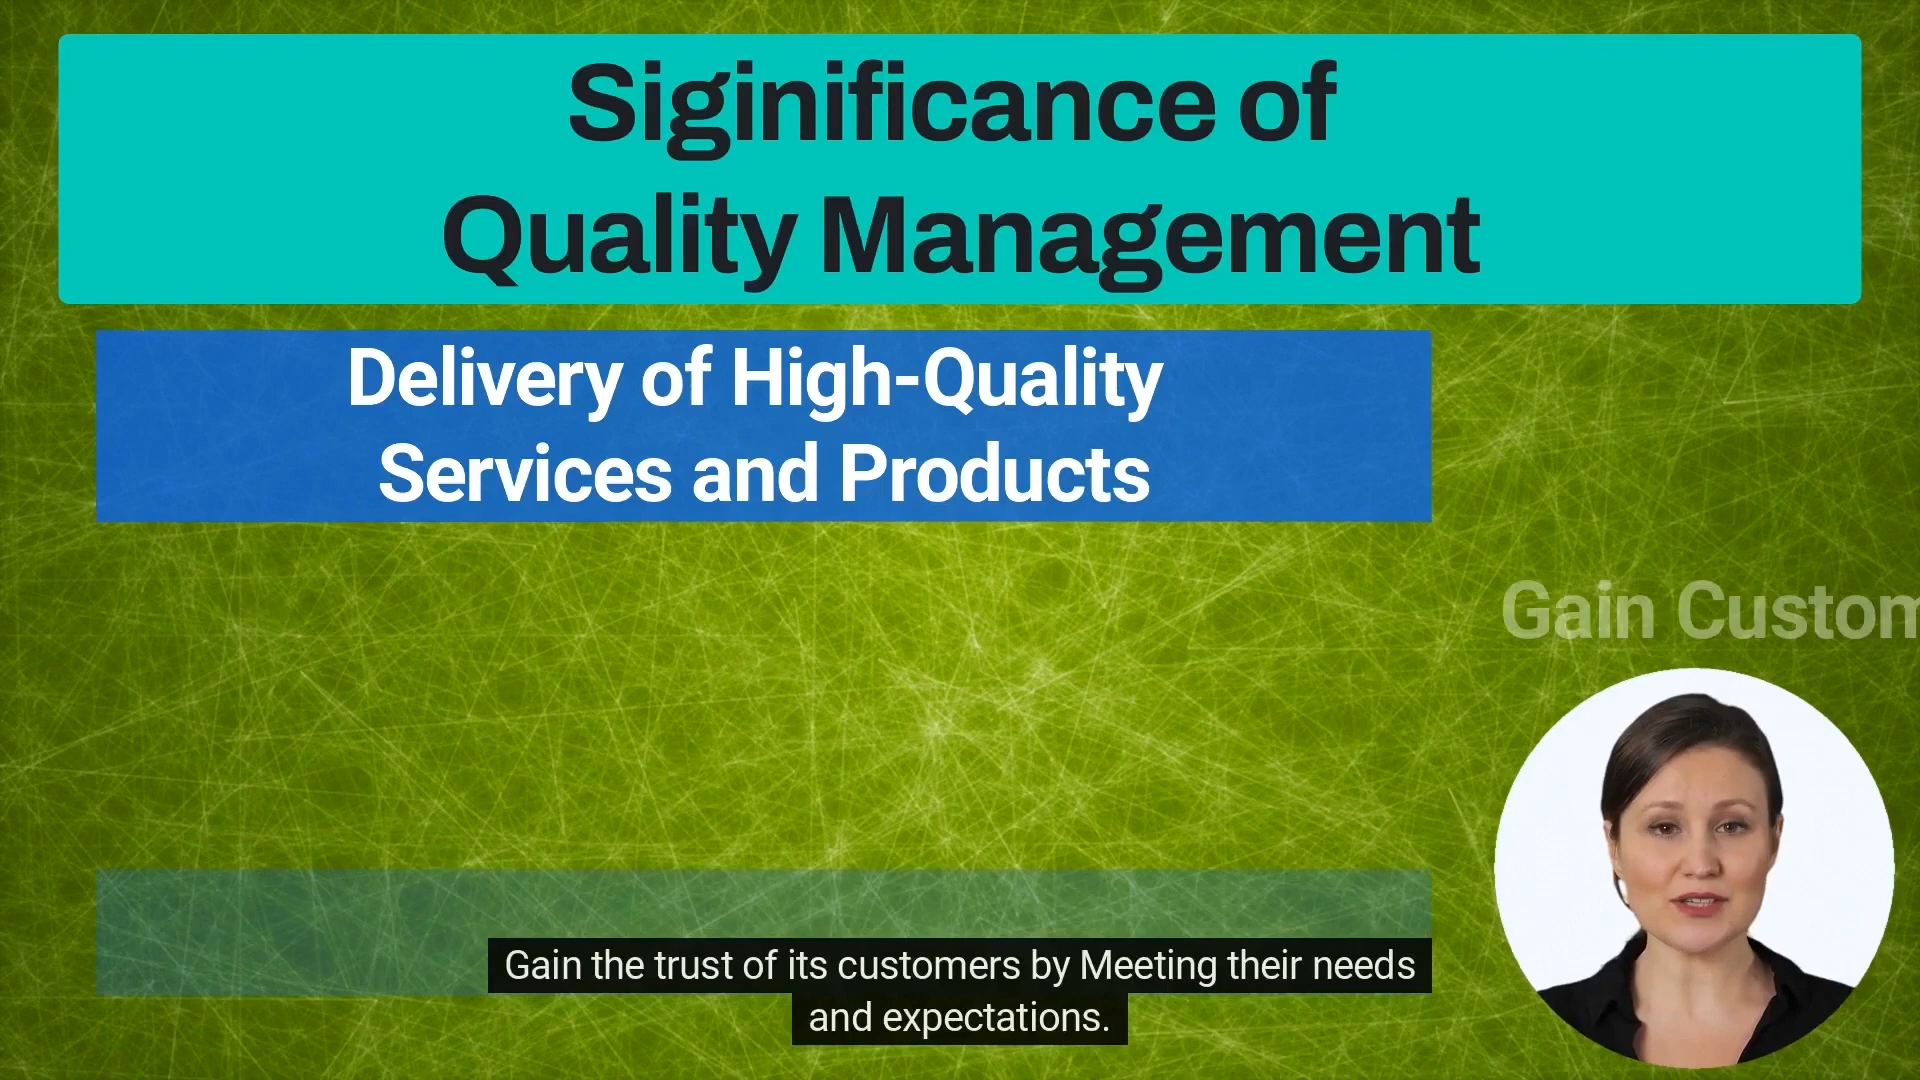 Siginificance of
Quality Management
Delivery of High-Quality
Services and Products
Gain Custom
Gain the trust of its customers by Meeting their needs
and expectations.